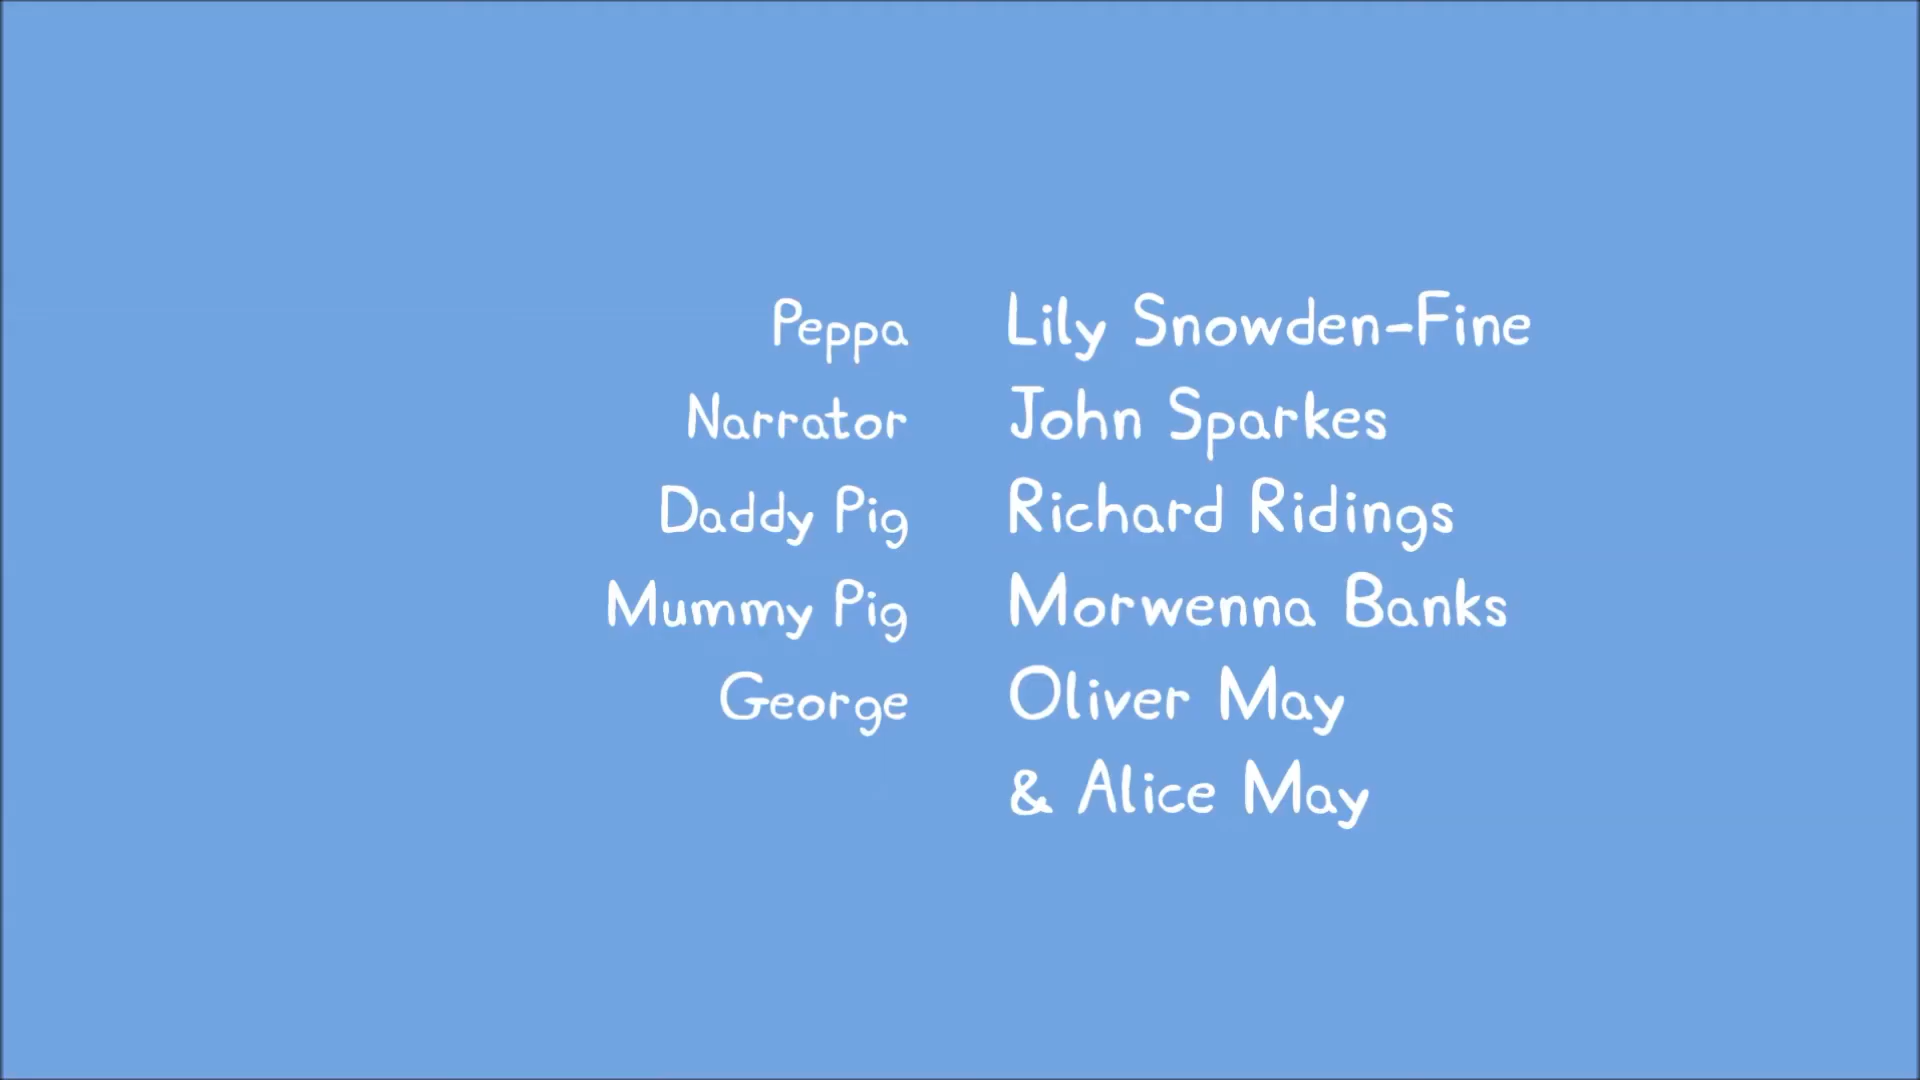 Peppa Lily Snowden-Fine
Narrator John Sparkes
Daddy Pig Richard Ridings
Mummy Pig Morwenna Banks
George Oliver May
& Alice May